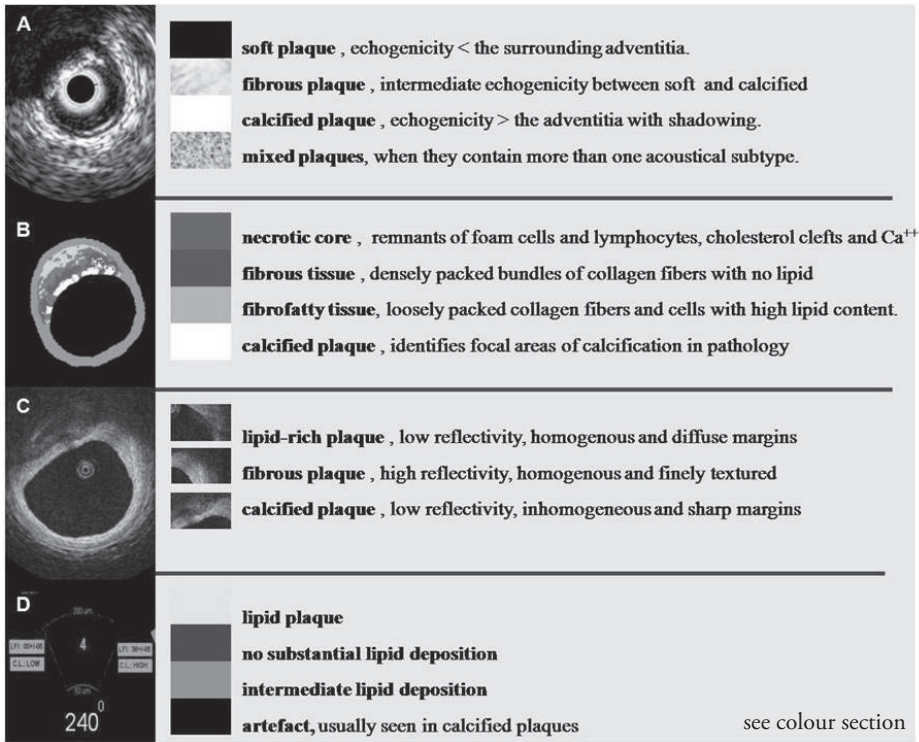 A
soft plaque , echogenicity < the surrounding adventitia.
fibrous plaque , intermediate echogenicity between soft and calcified
calcified plaque , echogenicity > the adventitia with shadowing.
mixed plaques, when they contain more than one acoustical subtype.
B
necrotic core , remnants of foam cells and lymphocytes, cholesterol clefts and Ca++
fibrous tissue , densely packed bundles of collagen fibers with no lipid
fibrofatty tissue, loosely packed collagen fibers and cells with high lipid content.
calcified plaque , identifies focal areas of calcification in pathology
C
lipid-rich plaque , low reflectivity, homogenous and diffuse margins
fibrous plaque , high reflectivity, homogenous and finely textured
calcified plaque , low reflectivity, inhomogeneous and sharp margins
D
4
C.L: LOW
C.L: HIGH
240 0
lipid plaque
no substantial lipid deposition
intermediate lipid deposition
artefact, usually seen in calcified plaques
see colour section